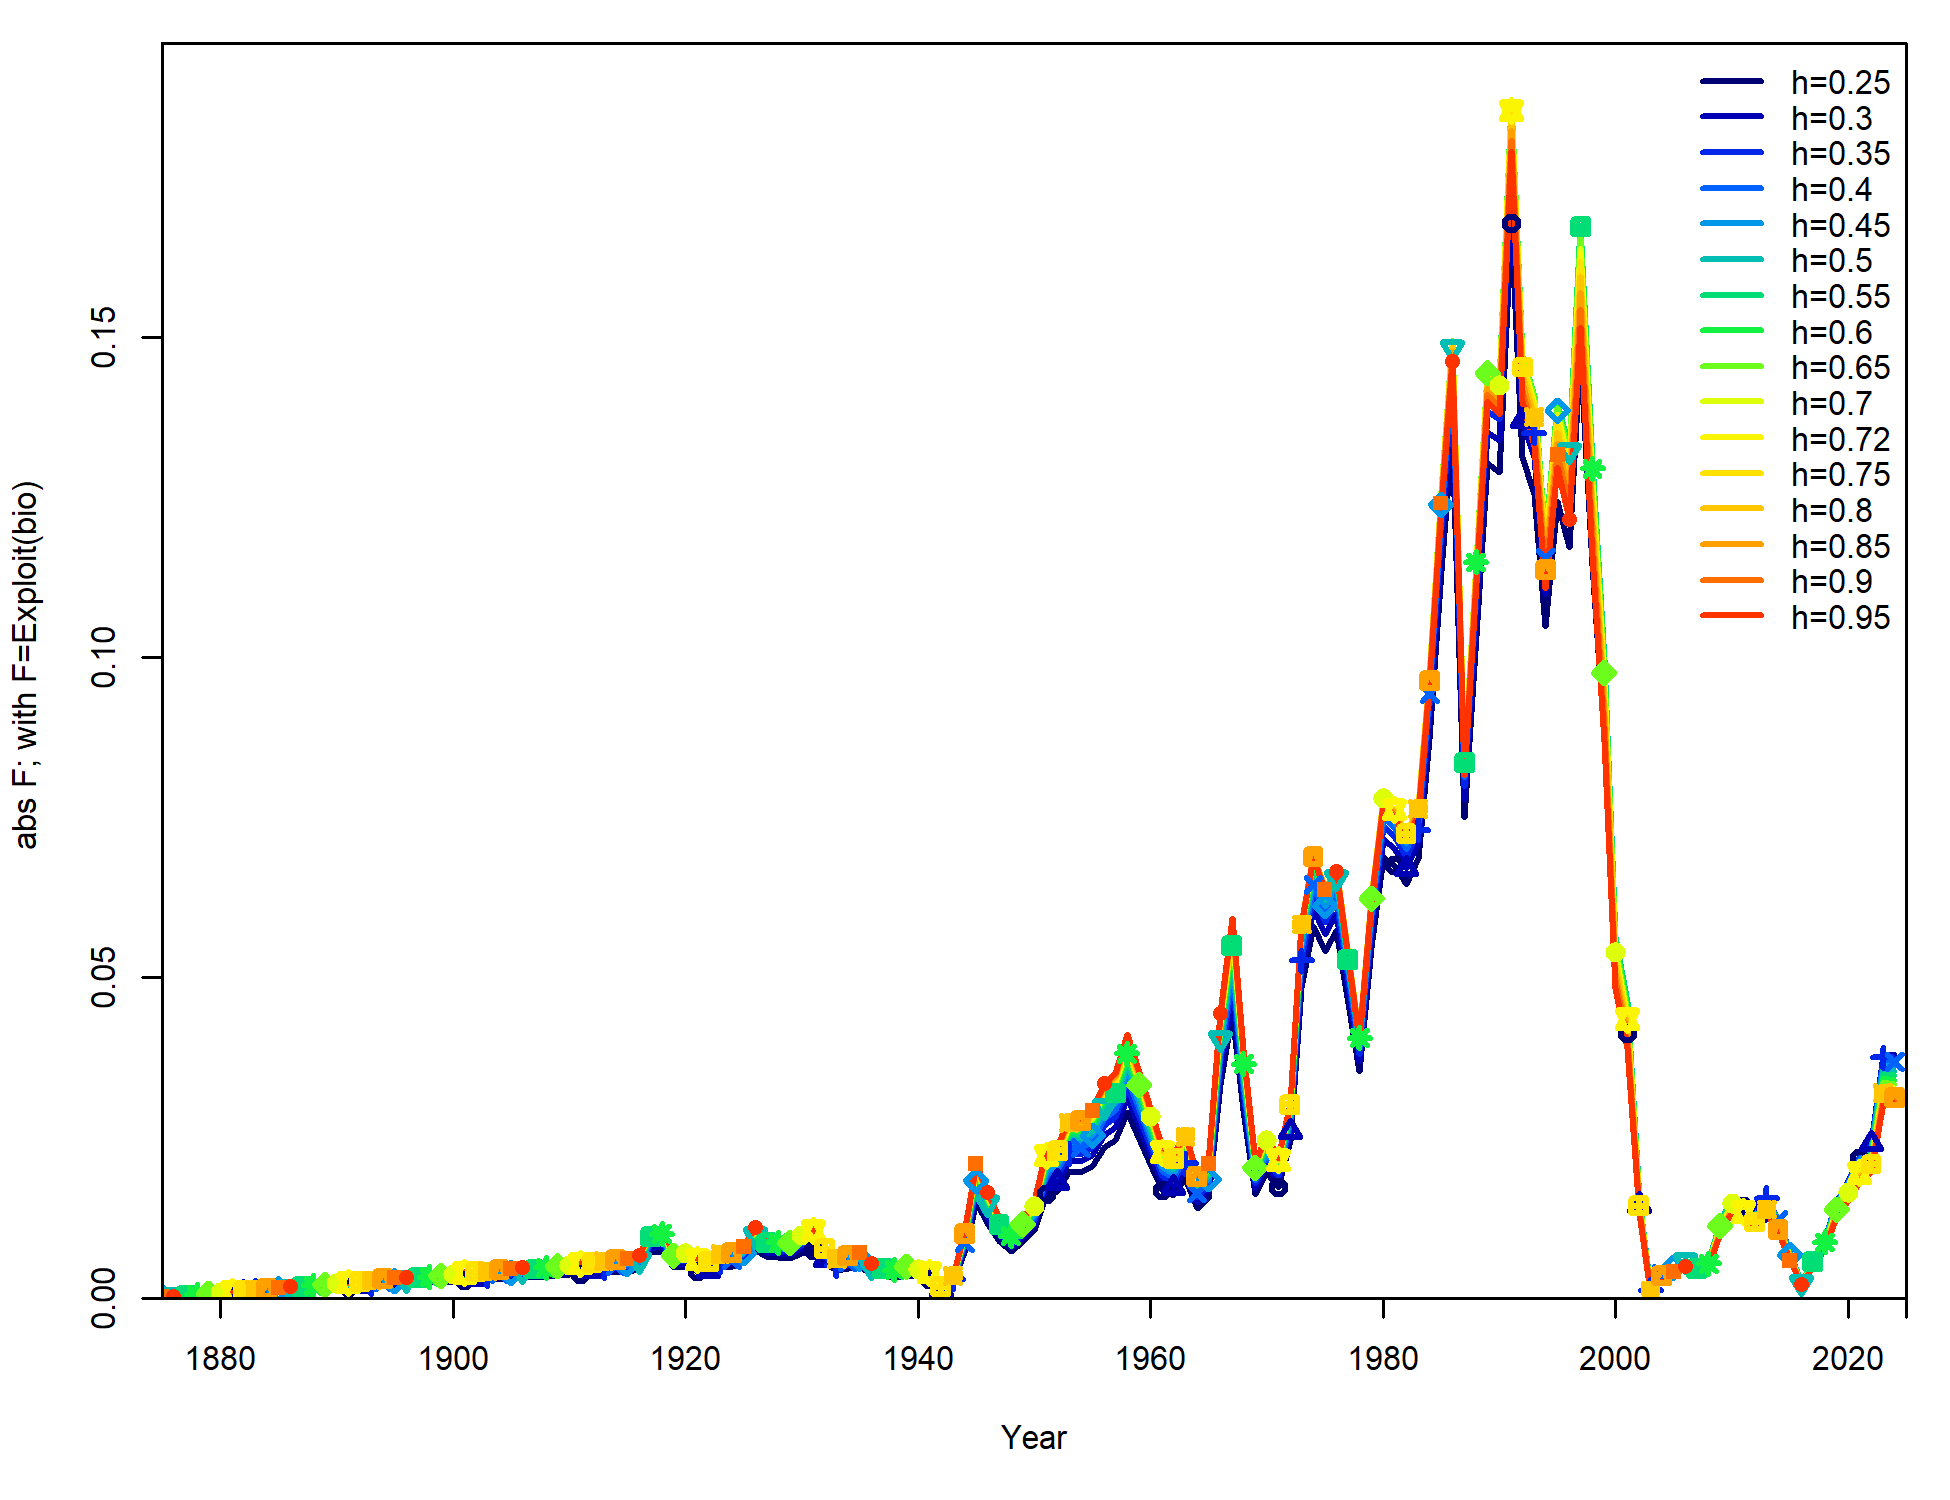 h=0.25
h=0.3
h=0.35
h=0.4
h=0.45
h=0.5
h=0.55
h=0.6
h=0.65
h=0.7
h=0.72
h=0.75
h=0.8
h=0.85
h=0.9
h=0.95
abs F; with F=Exploit(bio)
0.15
0.10
0.05
0.00
1880 1900 1920 1940 1960 1980 2000 2020
Year